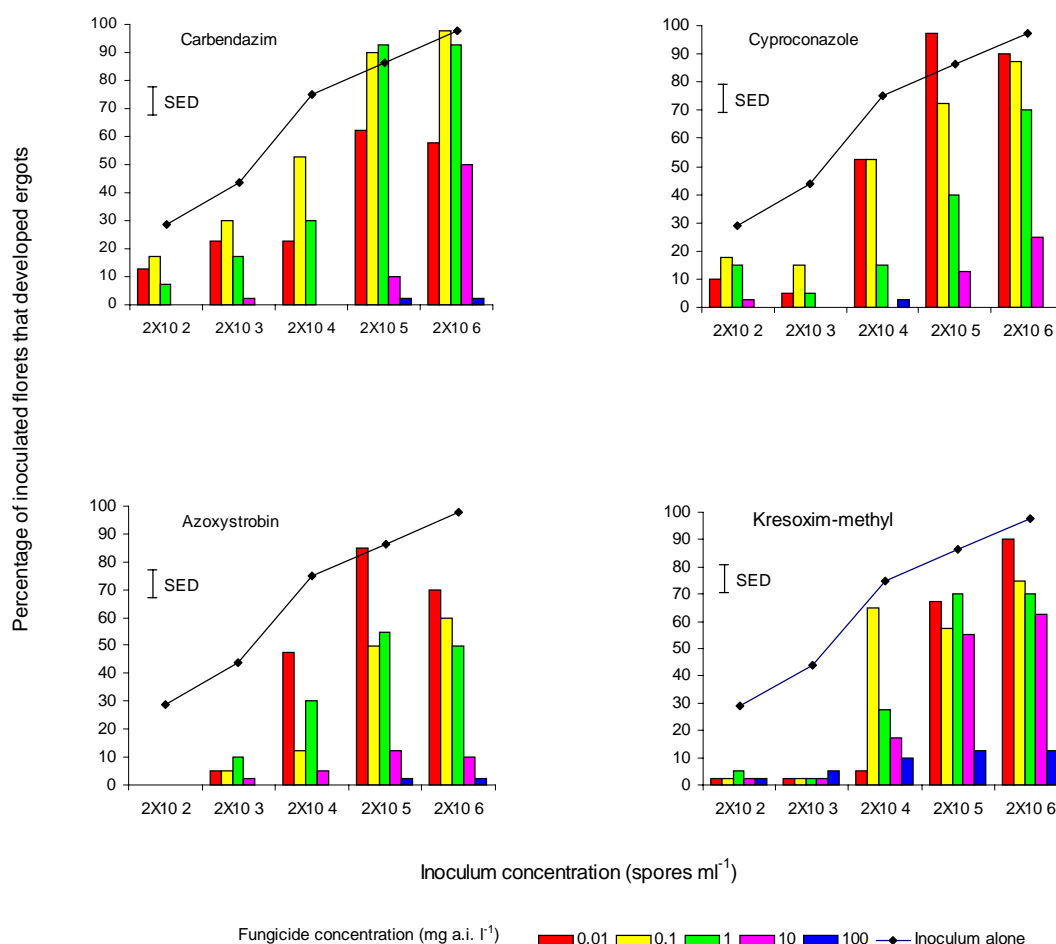 Percentage of inoculated florets that developed ergots
Carbendazim
SED
100
90
80
70
60
50
40
30
20
10
0
2X10 2 2X10 3 2X10 4 2X10 5 2X10 6
Cyproconazole
SED
100
90
80
70
60
50
40
30
20
10
0
2X10 2 2X10 3 2X10 4 2X10 5 2X10 6
Azoxystrobin
SED
100
90
80
70
60
50
40
30
20
10
0
2X10 2 2X10 3 2X10 4 2X10 5 2X10 6
Kresoxim-methyl
SED
100
90
80
70
60
50
40
30
20
10
0
2X10 2 2X10 3 2X10 4 2X10 5 2X10 6
Inoculum concentration (spores ml⁻¹)
Fungicide concentration (mg a.i. l⁻¹) 0.01 0.1 1 10 100 Inoculum alone